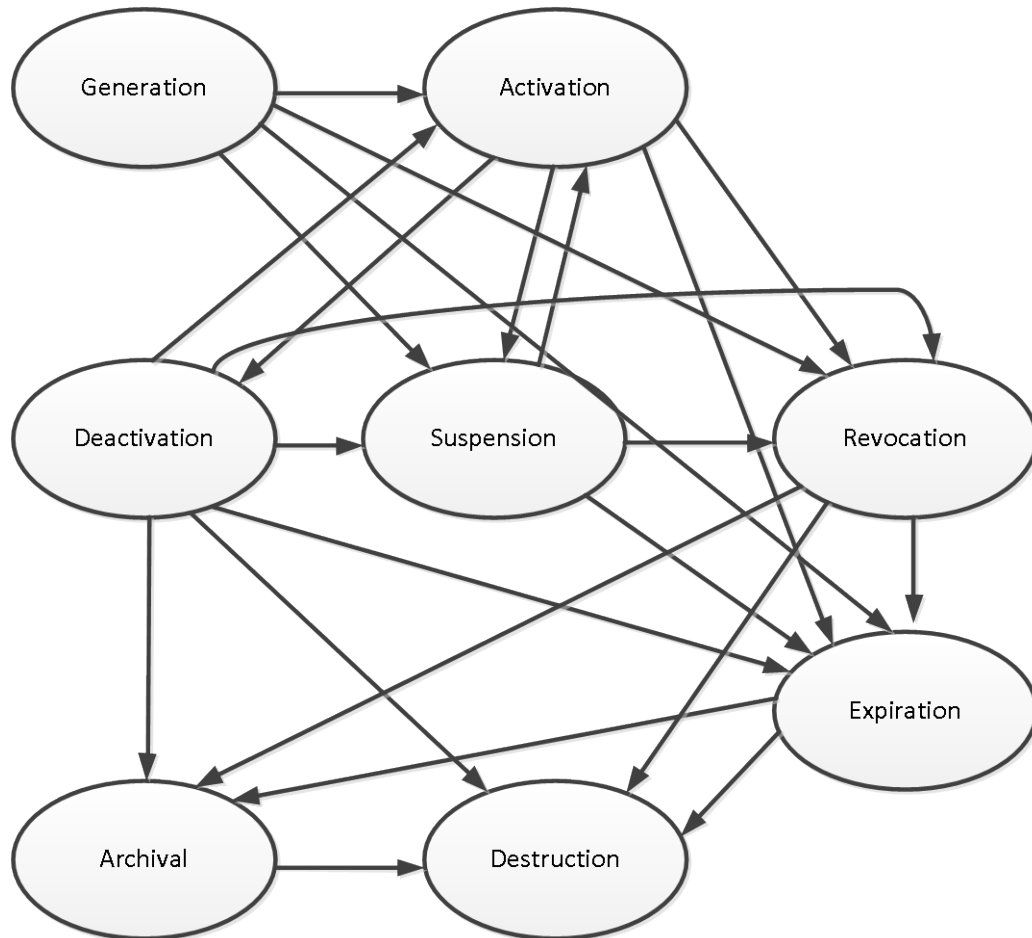 Generation
Activation
Deactivation
Suspension
Revocation
Expiration
Archival
Destruction